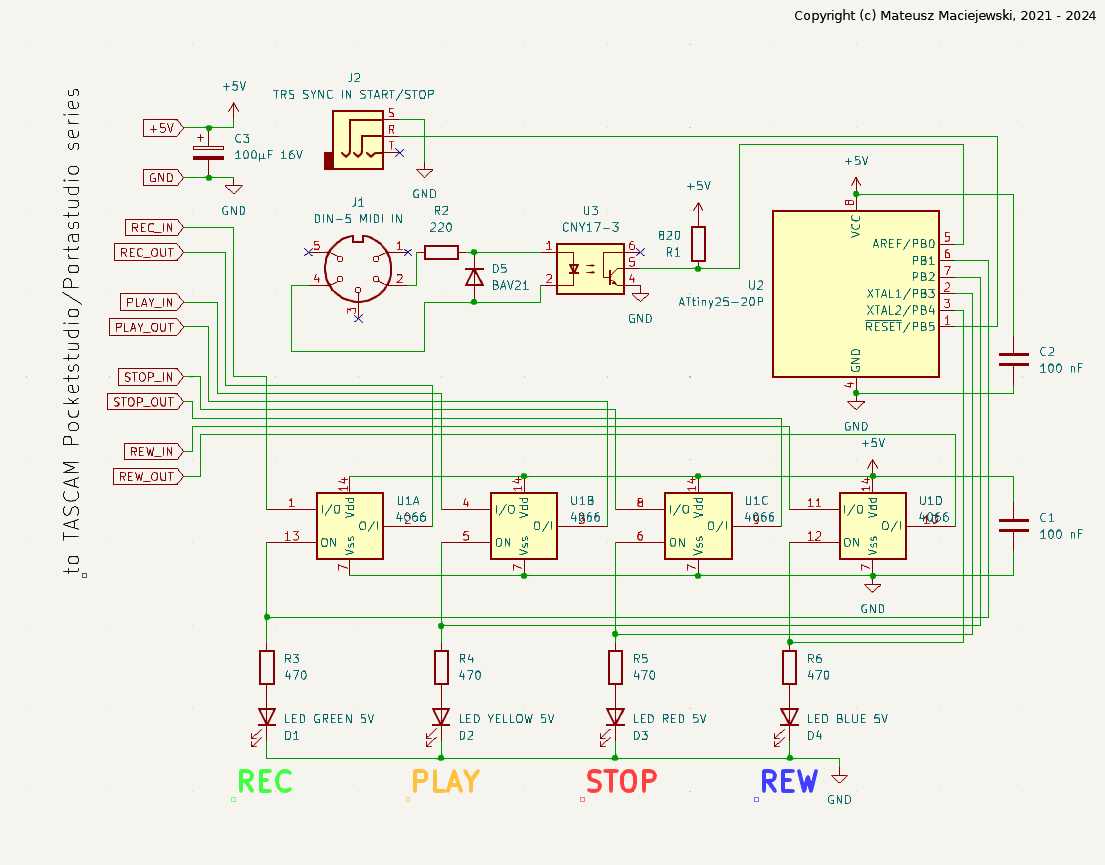 Copyright (c) Mateusz Maciejewski, 2021 - 2024
to TASCAM Pocketstudio/Portastudio series
+5V
+5V
C3
100µF 16V
+
GND
GND
J2
TRS SYNC IN START/STOP
S
R
T
GND
J1
DIN-5 MIDI IN
5
4
1
2
3
R2
220
D5
BAV21
U3
CNY17-3
1
2
6
5
4
GND
+5V
820
R1
+5V
8
VCC
U2
ATtiny25-20P
AREF/PB0
PB1
PB2
XTAL1/PB3
XTAL2/PB4
RESET/PB5
5
6
7
2
3
1
GND
4
GND
C2
100 nF
REC_IN
REC_OUT
PLAY_IN
PLAY_OUT
STOP_IN
STOP_OUT
REW_IN
REW_OUT
+5V
1
13
14
I/O
Vdd
O/I
ON
Vss
7
U1A
4066
2
4
5
14
I/O
Vdd
O/I
ON
Vss
7
U1B
4066
3
8
6
14
I/O
Vdd
O/I
ON
Vss
7
U1C
4066
9
11
12
14
I/O
Vdd
O/I
ON
Vss
7
U1D
4066
10
GND
C1
100 nF
R3
470
R4
470
R5
470
R6
470
LED GREEN 5V
D1
LED YELLOW 5V
D2
LED RED 5V
D3
LED BLUE 5V
D4
REC
PLAY
STOP
REW
GND